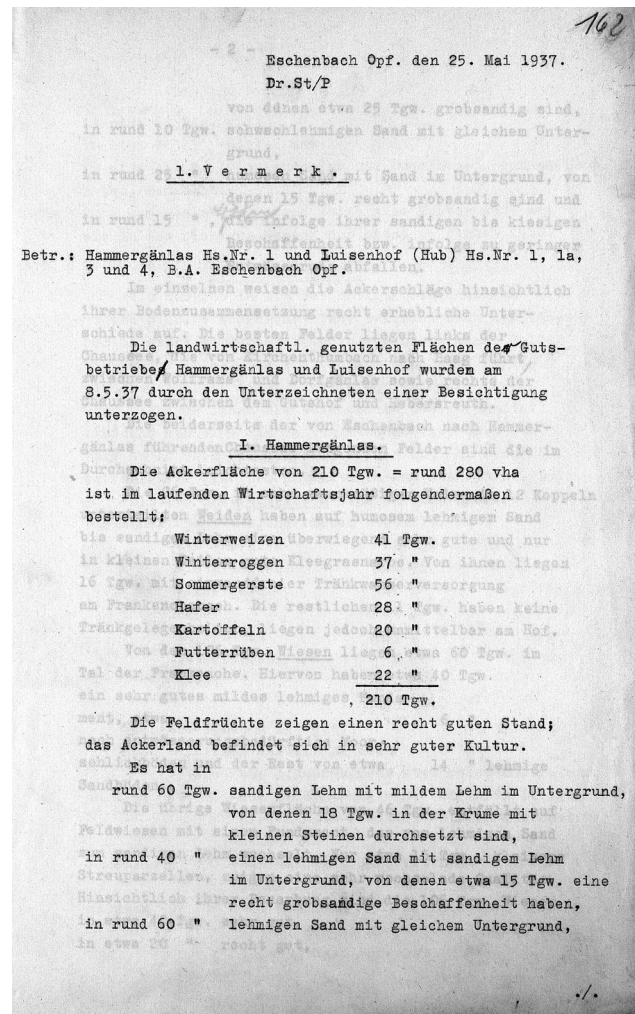 162
Eschenbach Opf. den 25. Mai 1937.
Dr.St/P
1. Vermerk.
Betr.: Hammergänlas Hs.Nr. 1 und Luisenhof (Hub) Hs.Nr. 1, 1a,
3 und 4, B.A. Eschenbach Opf.
Die landwirtschaftl. genutzten Flächen der Guts-
betriebe Hammergänlas und Luisenhof wurden am
8.5.37 durch den Unterzeichneten einer Besichtigung
unterzogen.
I. Hammergänlas.
Die Ackerfläche von 210 Tgw. = rund 280 vha
ist im laufenden Wirtschaftsjahr folgendermaßen
bestellt:
Winterweizen 41 Tgw.
Winterroggen 37 "
Sommergerste 56 "
Hafer 28 "
Kartoffeln 20 "
Futterrüben 6 "
Klee 22 "
210 Tgw.
Die Feldfrüchte zeigen einen recht guten Stand;
das Ackerland befindet sich in sehr guter Kultur.
Es hat in
rund 60 Tgw. sandigen Lehm mit mildem Lehm im Untergrund,
von denen 18 Tgw. in der Krume mit
kleinen Steinen durchsetzt sind,
in rund 40 " einen lehmigen Sand mit sandigem Lehm
im Untergrund, von denen etwa 15 Tgw. eine
recht grobsandige Beschaffenheit haben,
in rund 60 " lehmigen Sand mit gleichem Untergrund,
./.